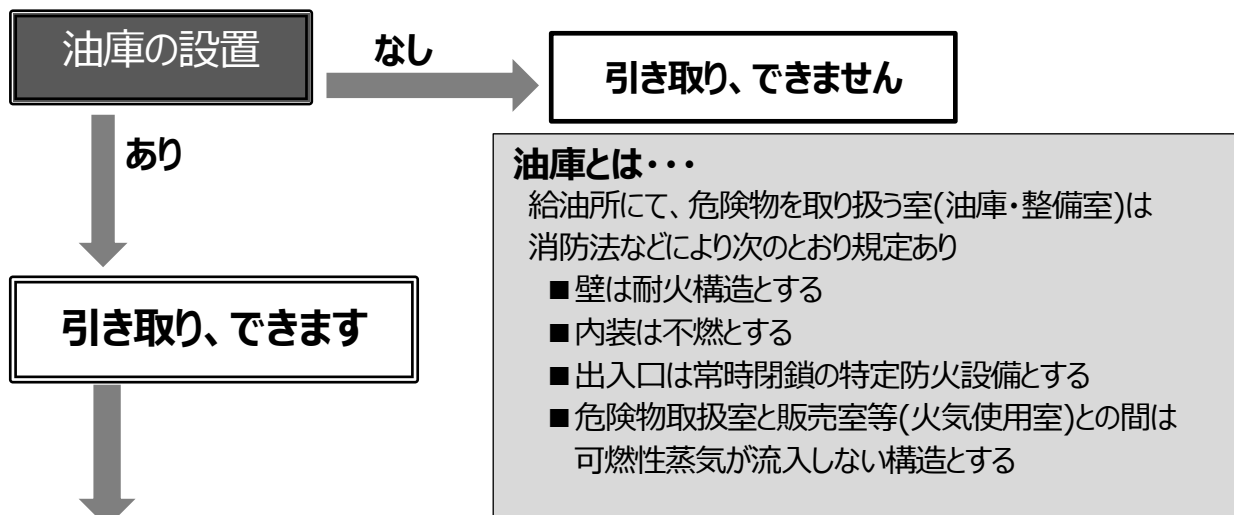 油庫の設置
なし
引き取り、できません
あり
引き取り、できます
油庫とは・・・
給油所にて、危険物を取り扱う室(油庫・整備室)は
消防法などにより次のとおり規定あり
■壁は耐火構造とする
■内装は不燃とする
■出入口は常時閉鎖の特定防火設備とする
■危険物取扱室と販売室等(火気使用室)との間は
可燃性蒸気が流入しない構造とする